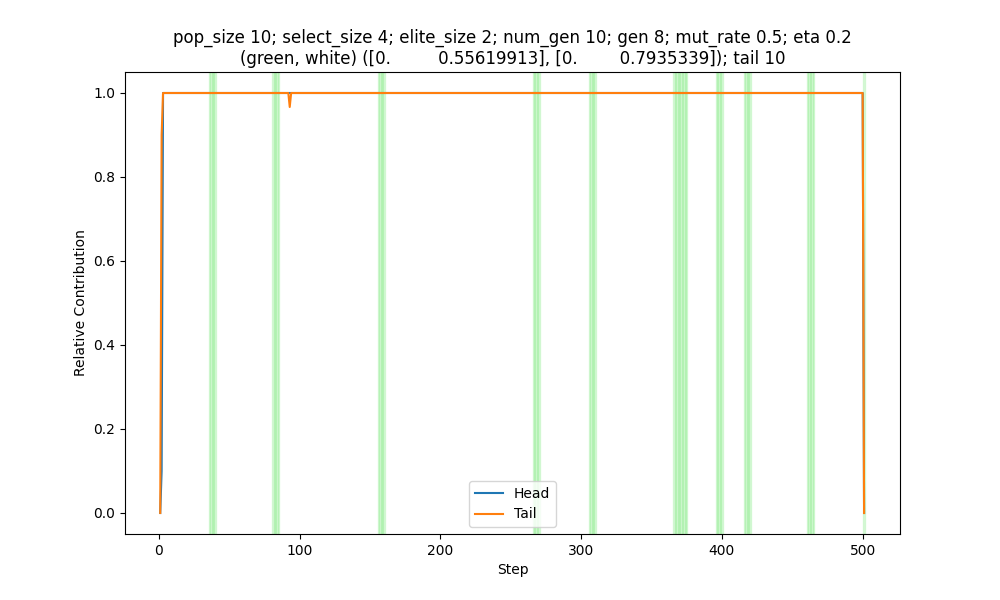 pop_size 10; select_size 4; elite_size 2; num_gen 10; gen 8; mut_rate 0.5; eta 0.2
(green, white) ([0.         0.55619913], [0.        0.7935339]); tail 10
1.0
0.8
0.6
0.4
0.2
0.0
Relative Contribution
Head
Tail
0
100
200
300
400
500
Step